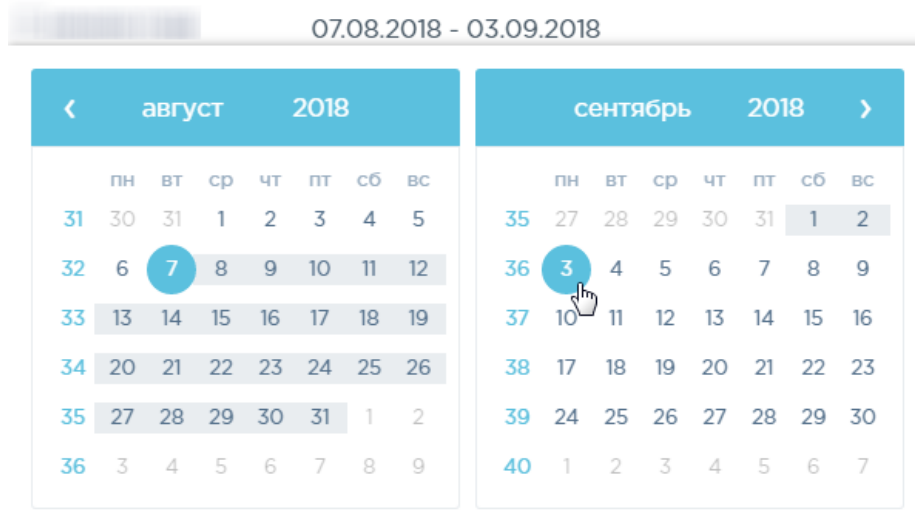 07.08.2018 - 03.09.2018
‹ август 2018
пн вт ср чт пт сб вс
31 30 31 1 2 3 4 5
32 6 7 8 9 10 11 12
33 13 14 15 16 17 18 19
34 20 21 22 23 24 25 26
35 27 28 29 30 31 1 2
36 3 4 5 6 7 8 9
сентябрь 2018 ›
пн вт ср чт пт сб вс
35 27 28 29 30 31 1 2
36 3 4 5 6 7 8 9
37 10 11 12 13 14 15 16
38 17 18 19 20 21 22 23
39 24 25 26 27 28 29 30
40 1 2 3 4 5 6 7